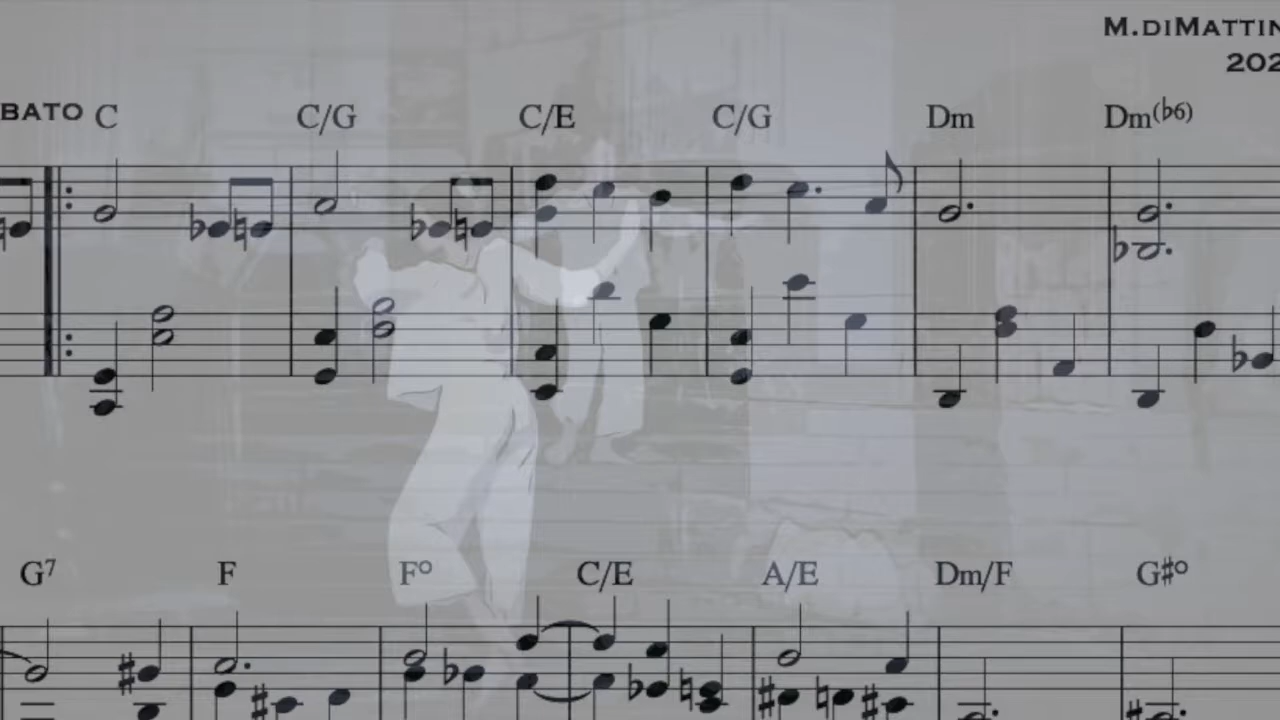 M.DIMATTIN
202
BATO C C/G C/E C/G Dm Dm(♭6)
G7 F F° C/E A/E Dm/F G♯°